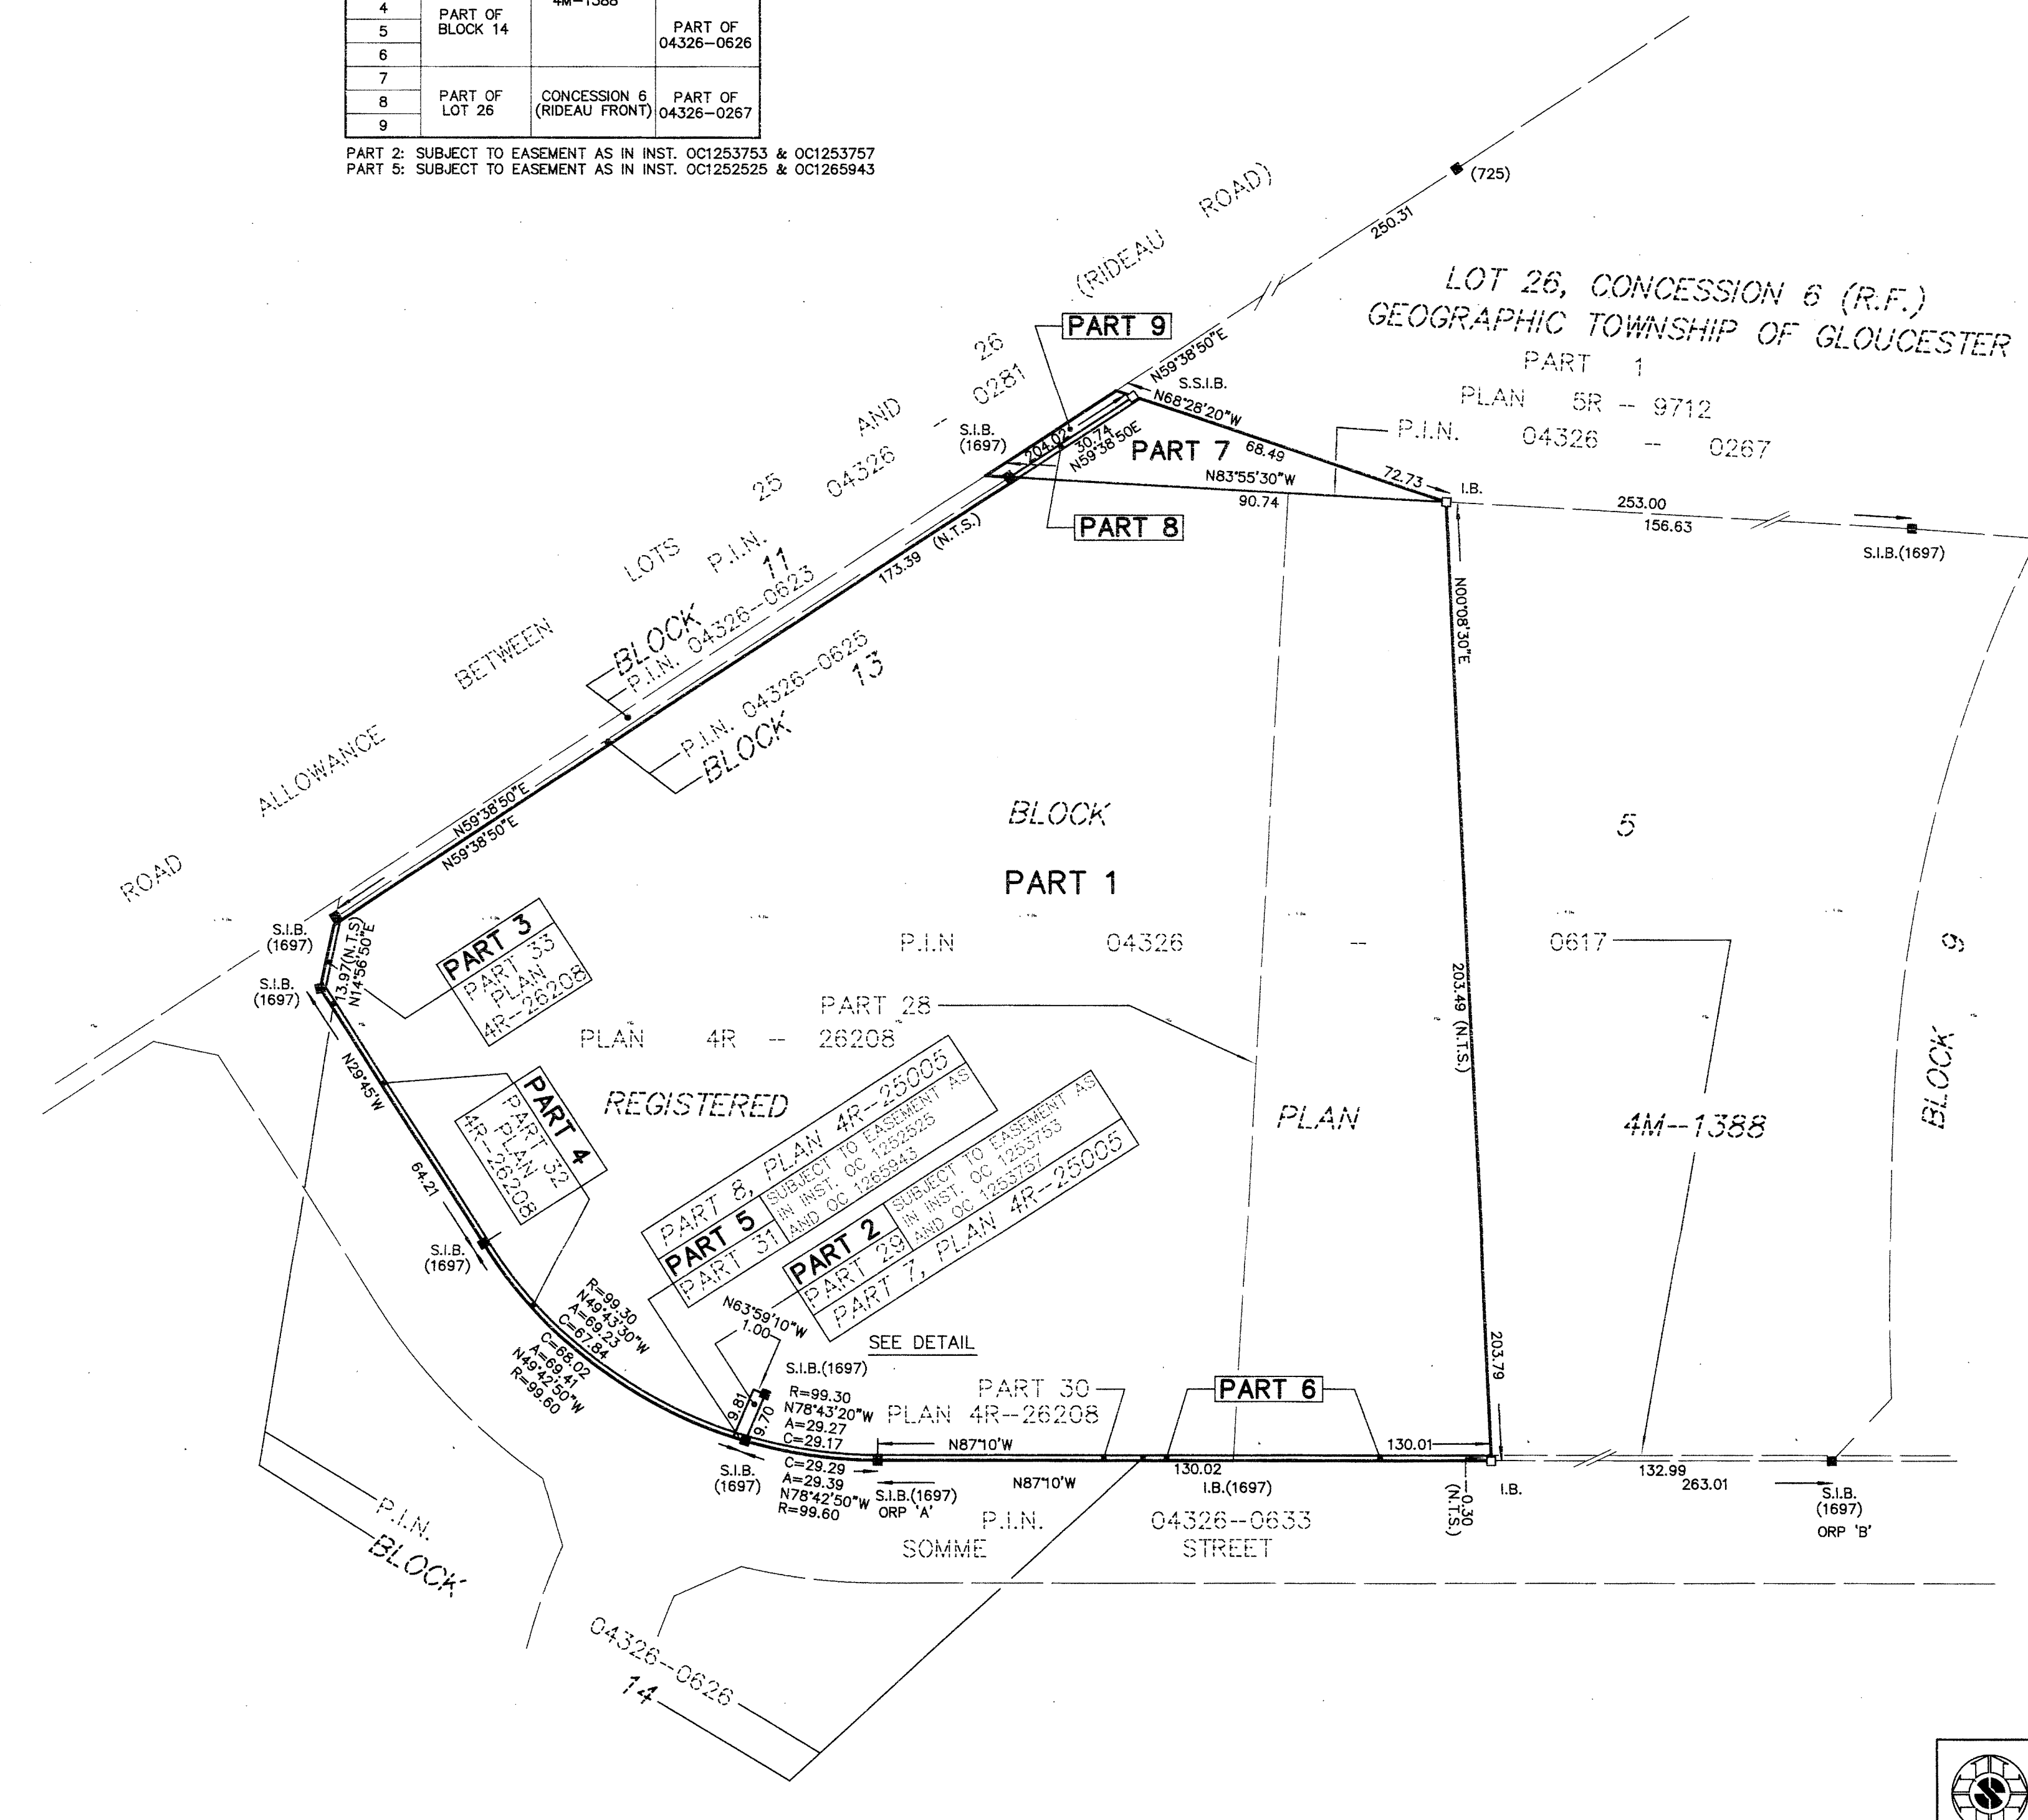 4
PART OF
BLOCK 14
4M-1388
5
PART OF
04326-0626
6
7
8
PART OF
LOT 26
CONCESSION 6
(RIDEAU FRONT)
PART OF
04326-0267
9
PART 2: SUBJECT TO EASEMENT AS IN INST. OC1253753 & OC1253757
PART 5: SUBJECT TO EASEMENT AS IN INST. OC1252525 & OC1265943
(725)
250.31
(RIDEAU ROAD)
LOT 26, CONCESSION 6 (R.F.)
GEOGRAPHIC TOWNSHIP OF GLOUCESTER
PART 1
PLAN 5R -- 9712
P.I.N. 04326 -- 0267
PART 9
N59°38'50"E
S.S.I.B.
N68°28'20"W
68.49
72.73
I.B.
S.I.B.
(1697)
204.02
30.74
N59°38'50E
PART 7
N83°55'30"W
90.74
PART 8
253.00
156.63
S.I.B.(1697)
ROAD ALLOWANCE BETWEEN LOTS 25 AND 26
P.I.N. 04326 -- 0281
173.39 (N.T.S.)
BLOCK 11
P.I.N. 04326--0623
P.I.N. 04326--0625
BLOCK 13
N59°38'50"E
N59°38'50"E
N00°08'30"E
BLOCK 5
PART 1
P.I.N 04326 -- 0617
203.49 (N.T.S.)
203.79
BLOCK 9
S.I.B.
(1697)
13.97(N.T.S)
N14°56'50"E
S.I.B.
(1697)
PART 3
PART 33
PLAN
4R--26208
PART 28
PLAN 4R -- 26208
REGISTERED PLAN 4M--1388
N29°45'W
64.21
PART 4
PART 32
PLAN
4R--26208
S.I.B.
(1697)
PART 8, PLAN 4R--25005
PART 5
PART 31
SUBJECT TO EASEMENT AS
IN INST. OC 1252525
AND OC 1265943
PART 2
PART 29
SUBJECT TO EASEMENT AS
IN INST. OC 1253753
AND OC 1253757
PART 7, PLAN 4R--25005
N63°59'10"W
1.00
SEE DETAIL
R=99.30
N49°43'30"W
A=69.23
C=67.84
C=68.02
A=69.41
N49°42'50"W
R=99.60
S.I.B.(1697)
9.81
9.70
R=99.30
N78°43'20"W
A=29.27
C=29.17
C=29.29
A=29.39
N78°42'50"W
R=99.60
S.I.B.
(1697)
PART 30
PLAN 4R--26208
PART 6
N87°10'W
130.01
N87°10'W
130.02
I.B.(1697)
S.I.B.(1697)
ORP 'A'
0.30
(N.T.S.)
I.B.
132.99
263.01
S.I.B.
(1697)
ORP 'B'
P.I.N. 04326--0633
SOMME STREET
P.I.N. 04326--0626
BLOCK 14